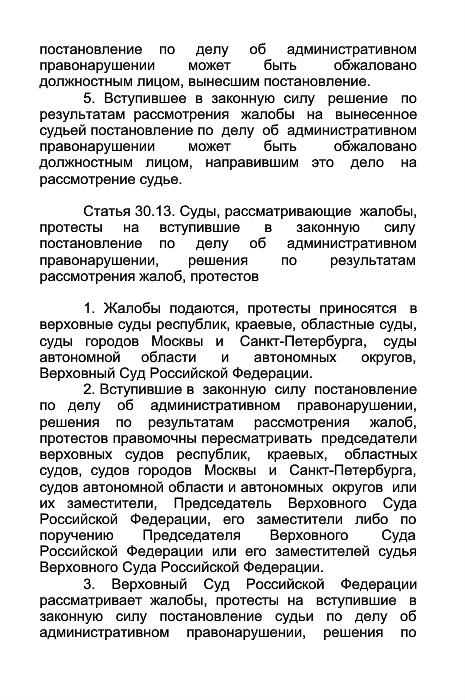 постановление по делу об административном
правонарушении может быть обжаловано
должностным лицом, вынесшим постановление.
5. Вступившее в законную силу решение по
результатам рассмотрения жалобы на вынесенное
судьей постановление по делу об административном
правонарушении может быть обжаловано
должностным лицом, направившим это дело на
рассмотрение судье.
Статья 30.13. Суды, рассматривающие жалобы,
протесты на вступившие в законную силу
постановление по делу об административном
правонарушении, решения по результатам
рассмотрения жалоб, протестов
1. Жалобы подаются, протесты приносятся в
верховные суды республик, краевые, областные суды,
суды городов Москвы и Санкт-Петербурга, суды
автономной области и автономных округов,
Верховный Суд Российской Федерации.
2. Вступившие в законную силу постановление
по делу об административном правонарушении,
решения по результатам рассмотрения жалоб,
протестов правомочны пересматривать председатели
верховных судов республик, краевых, областных
судов, судов городов Москвы и Санкт-Петербурга,
судов автономной области и автономных округов или
их заместители, Председатель Верховного Суда
Российской Федерации, его заместители либо по
поручению Председателя Верховного Суда
Российской Федерации или его заместителей судья
Верховного Суда Российской Федерации.
3. Верховный Суд Российской Федерации
рассматривает жалобы, протесты на вступившие в
законную силу постановление судьи по делу об
административном правонарушении, решения по